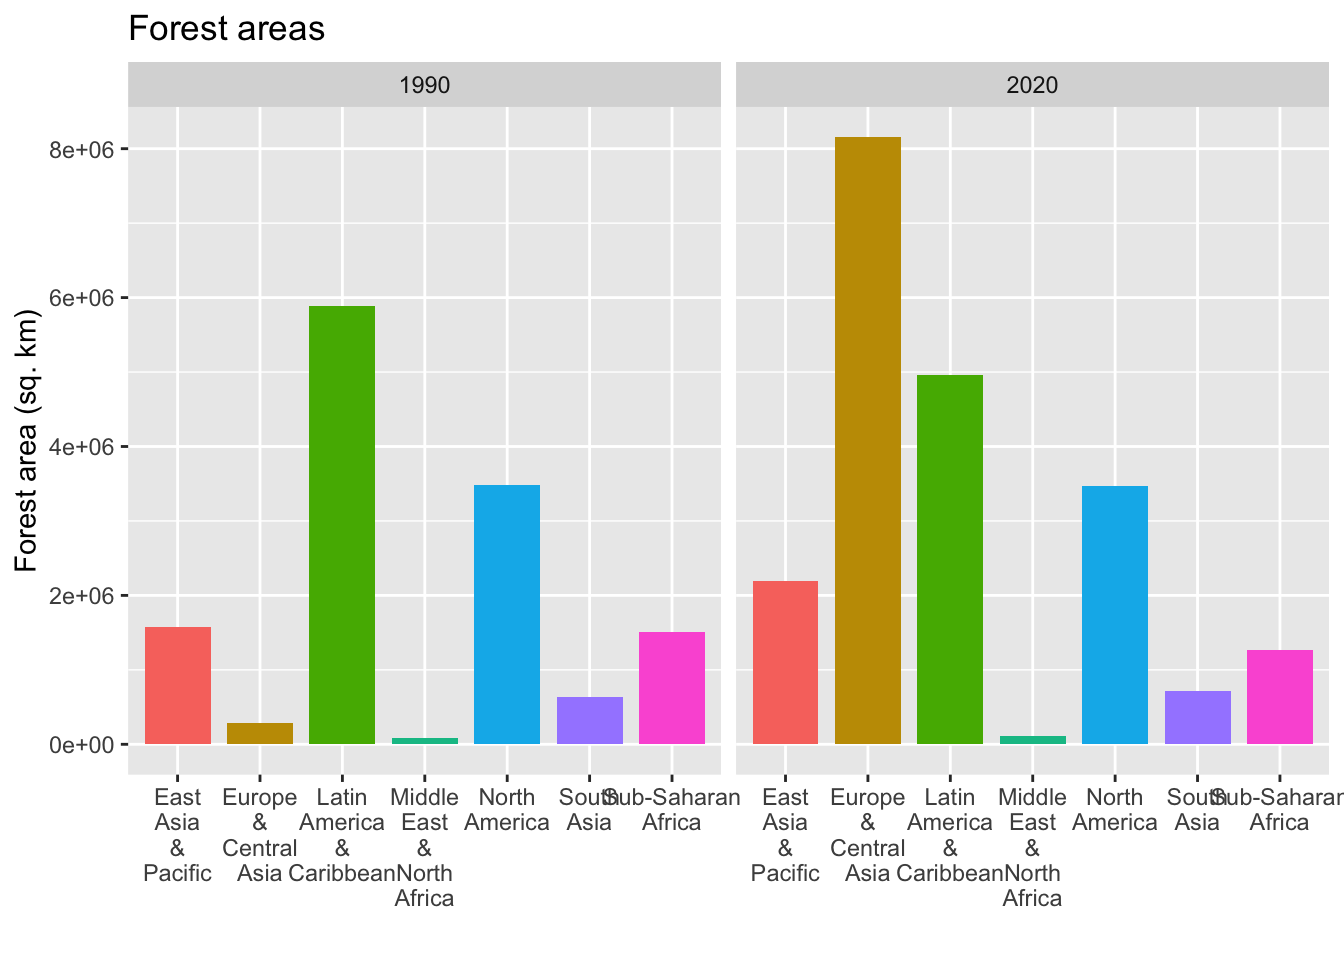 Forest areas
1990
2020
Forest area (sq. km)
8e+06
6e+06
4e+06
2e+06
0e+00
East
Asia
&
Pacific
Europe
&
Central
Asia
Latin
America
&
Caribbean
Middle
East
&
North
Africa
North
America
South
Asia
Sub-Saharan
Africa
East
Asia
&
Pacific
Europe
&
Central
Asia
Latin
America
&
Caribbean
Middle
East
&
North
Africa
North
America
South
Asia
Sub-Saharan
Africa